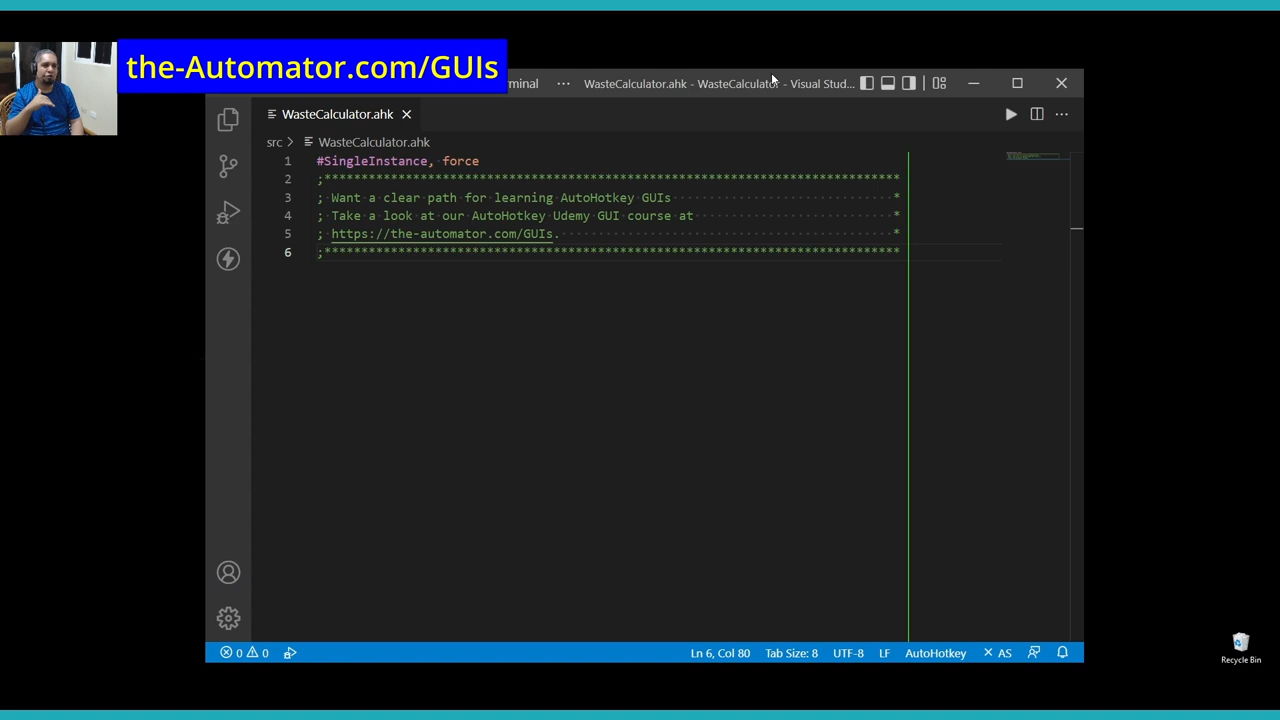 the-Automator.com/GUIs
rminal ··· WasteCalculator.ahk - WasteCalculator - Visual Stud...
WasteCalculator.ahk
src > WasteCalculator.ahk
1 #SingleInstance, force
2 ;******************************************************************************
3 ; Want a clear path for learning AutoHotkey GUIs *
4 ; Take a look at our AutoHotkey Udemy GUI course at *
5 ; https://the-automator.com/GUIs. *
6 ;******************************************************************************
0 0 Ln 6, Col 80 Tab Size: 8 UTF-8 LF AutoHotkey AS
Recycle Bin